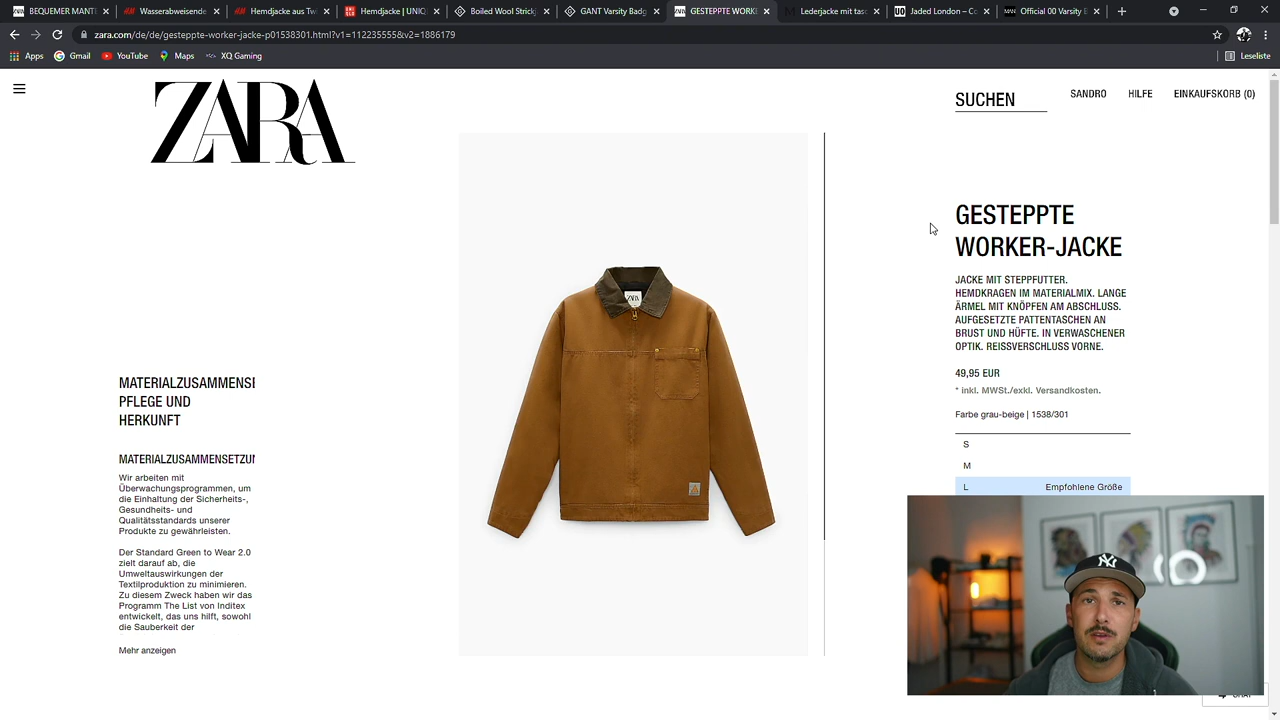 BEQUEMER MANT
Wasserabweisende
Hemdjacke aus Tw
Hemdjacke | UNIQ
Boiled Wool Strickj
GANT Varsity Badg
GESTEPPTE WORKE
Lederjacke mit tasc
Jaded London – Co
Official 00 Varsity B
zara.com/de/de/gesteppte-worker-jacke-p01538301.html?v1=112235555&v2=1886179
Apps
Gmail
YouTube
Maps
XQ Gaming
Leseliste
ZARA
SUCHEN
SANDRO
HILFE
EINKAUFSKORB (0)
GESTEPPTE
WORKER-JACKE
JACKE MIT STEPPFUTTER.
HEMDKRAGEN IM MATERIALMIX. LANGE
ÄRMEL MIT KNÖPFEN AM ABSCHLUSS.
AUFGESETZTE PATTENTASCHEN AN
BRUST UND HÜFTE. IN VERWASCHENER
OPTIK. REISSVERSCHLUSS VORNE.
49,95 EUR
* inkl. MWSt./exkl. Versandkosten.
Farbe grau-beige | 1538/301
S
M
L Empfohlene Größe
ZARA
MATERIALZUSAMMENSE
PFLEGE UND
HERKUNFT
MATERIALZUSAMMENSETZUN
Wir arbeiten mit
Überwachungsprogrammen, um
die Einhaltung der Sicherheits-,
Gesundheits- und
Qualitätsstandards unserer
Produkte zu gewährleisten.
Der Standard Green to Wear 2.0
zielt darauf ab, die
Umweltauswirkungen der
Textilproduktion zu minimieren.
Zu diesem Zweck haben wir das
Programm The List von Inditex
entwickelt, das uns hilft, sowohl
die Sauberkeit der
Mehr anzeigen
NY
CHAT